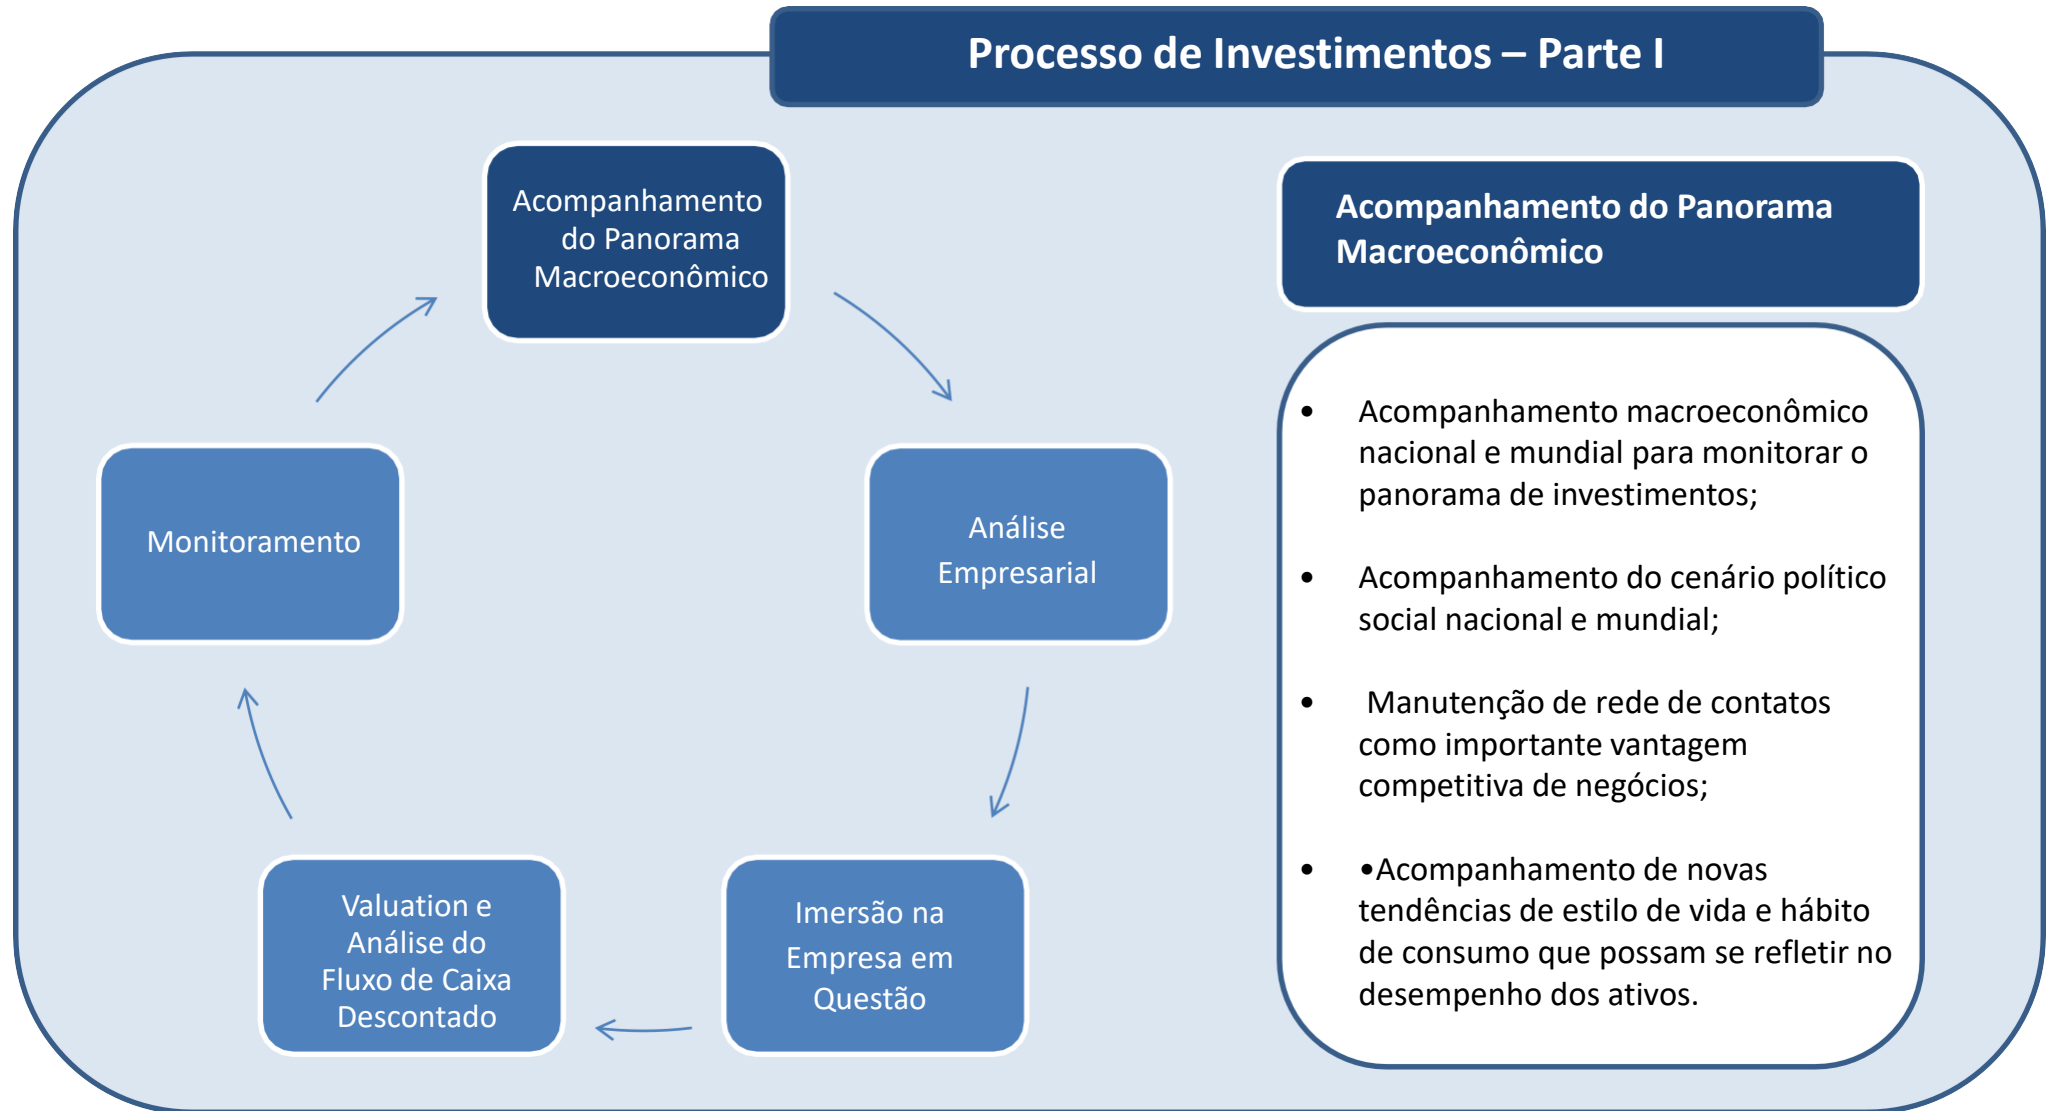 Processo de Investimentos – Parte I
Acompanhamento
do Panorama
Macroeconômico
Análise
Empresarial
Imersão na
Empresa em
Questão
Valuation e
Análise do
Fluxo de Caixa
Descontado
Monitoramento
Acompanhamento do Panorama
Macroeconômico
• Acompanhamento macroeconômico
nacional e mundial para monitorar o
panorama de investimentos;
• Acompanhamento do cenário político
social nacional e mundial;
• Manutenção de rede de contatos
como importante vantagem
competitiva de negócios;
• •Acompanhamento de novas
tendências de estilo de vida e hábito
de consumo que possam se refletir no
desempenho dos ativos.